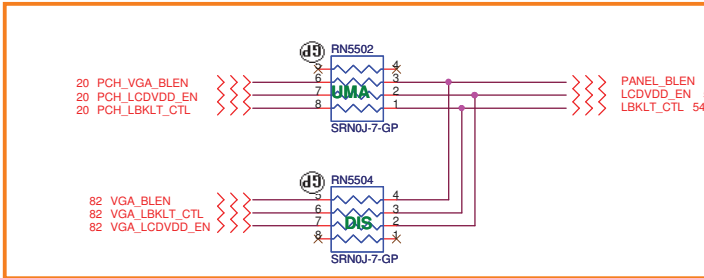 GP RN5502
5 4
20 PCH_VGA_BLEN 6 3 PANEL_BLEN
20 PCH_LCDVDD_EN 7 UMA 2 LCDVDD_EN
20 PCH_LBKLT_CTL 8 1 LBKLT_CTL 54
SRN0J-7-GP
GP RN5504
82 VGA_BLEN 5 4
82 VGA_LBKLT_CTL 6 3
82 VGA_LCDVDD_EN 7 DIS 2
8 1
SRN0J-7-GP